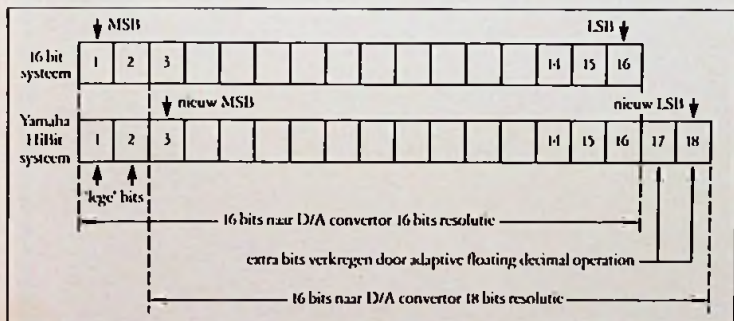 MSB LSB
16 bit
systeem
1 2 3 14 15 16
nieuw MSB nieuw LSB
Yamaha
HiBit
systeem
1 2 3 14 15 16 17 18
"lege" bits
16 bits naar D/A convertor 16 bits resolutie
extra bits verkregen door adaptive floating decimal operation
16 bits naar D/A convertor 18 bits resolutie